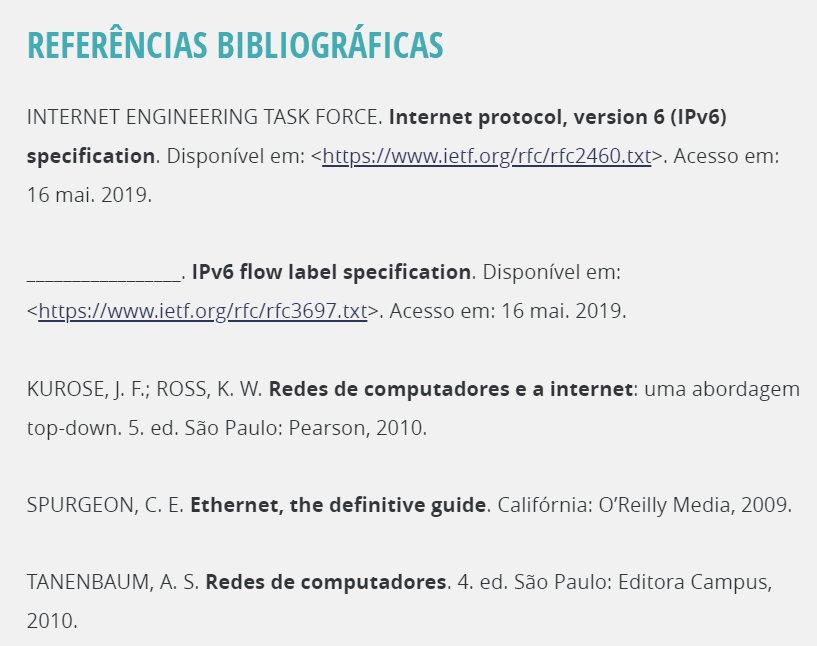 REFERÊNCIAS BIBLIOGRÁFICAS
INTERNET ENGINEERING TASK FORCE. Internet protocol, version 6 (IPv6)
specification. Disponível em: <https://www.ietf.org/rfc/rfc2460.txt>. Acesso em:
16 mai. 2019.
_________________. IPv6 flow label specification. Disponível em:
<https://www.ietf.org/rfc/rfc3697.txt>. Acesso em: 16 mai. 2019.
KUROSE, J. F.; ROSS, K. W. Redes de computadores e a internet: uma abordagem
top-down. 5. ed. São Paulo: Pearson, 2010.
SPURGEON, C. E. Ethernet, the definitive guide. Califórnia: O’Reilly Media, 2009.
TANENBAUM, A. S. Redes de computadores. 4. ed. São Paulo: Editora Campus,
2010.